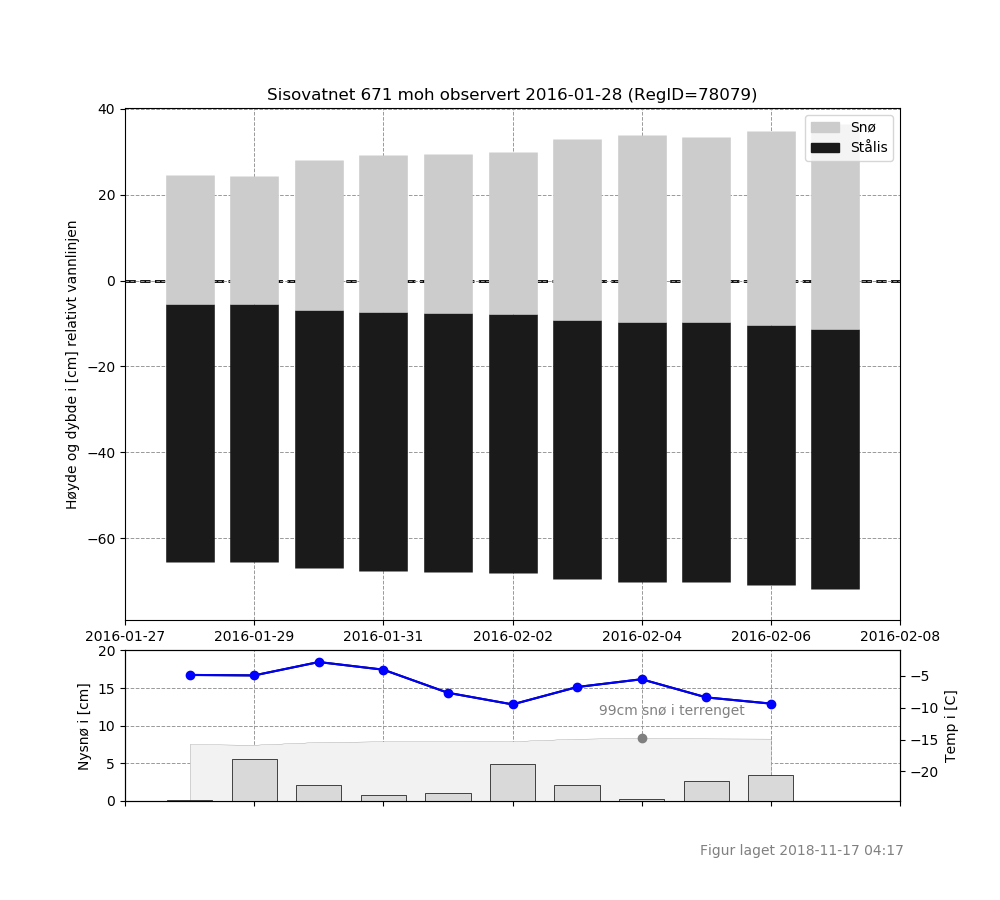 Sisovatnet 671 moh observert 2016-01-28 (RegID=78079)
Snø
Stålis
Høyde og dybde i [cm] relativt vannlinjen
40
20
0
−20
−40
−60
2016-01-27 2016-01-29 2016-01-31 2016-02-02 2016-02-04 2016-02-06 2016-02-08
Nysnø i [cm]
20
15
10
5
0
99cm snø i terrenget
−5
−10
−15
−20
Temp i [C]
Figur laget 2018-11-17 04:17